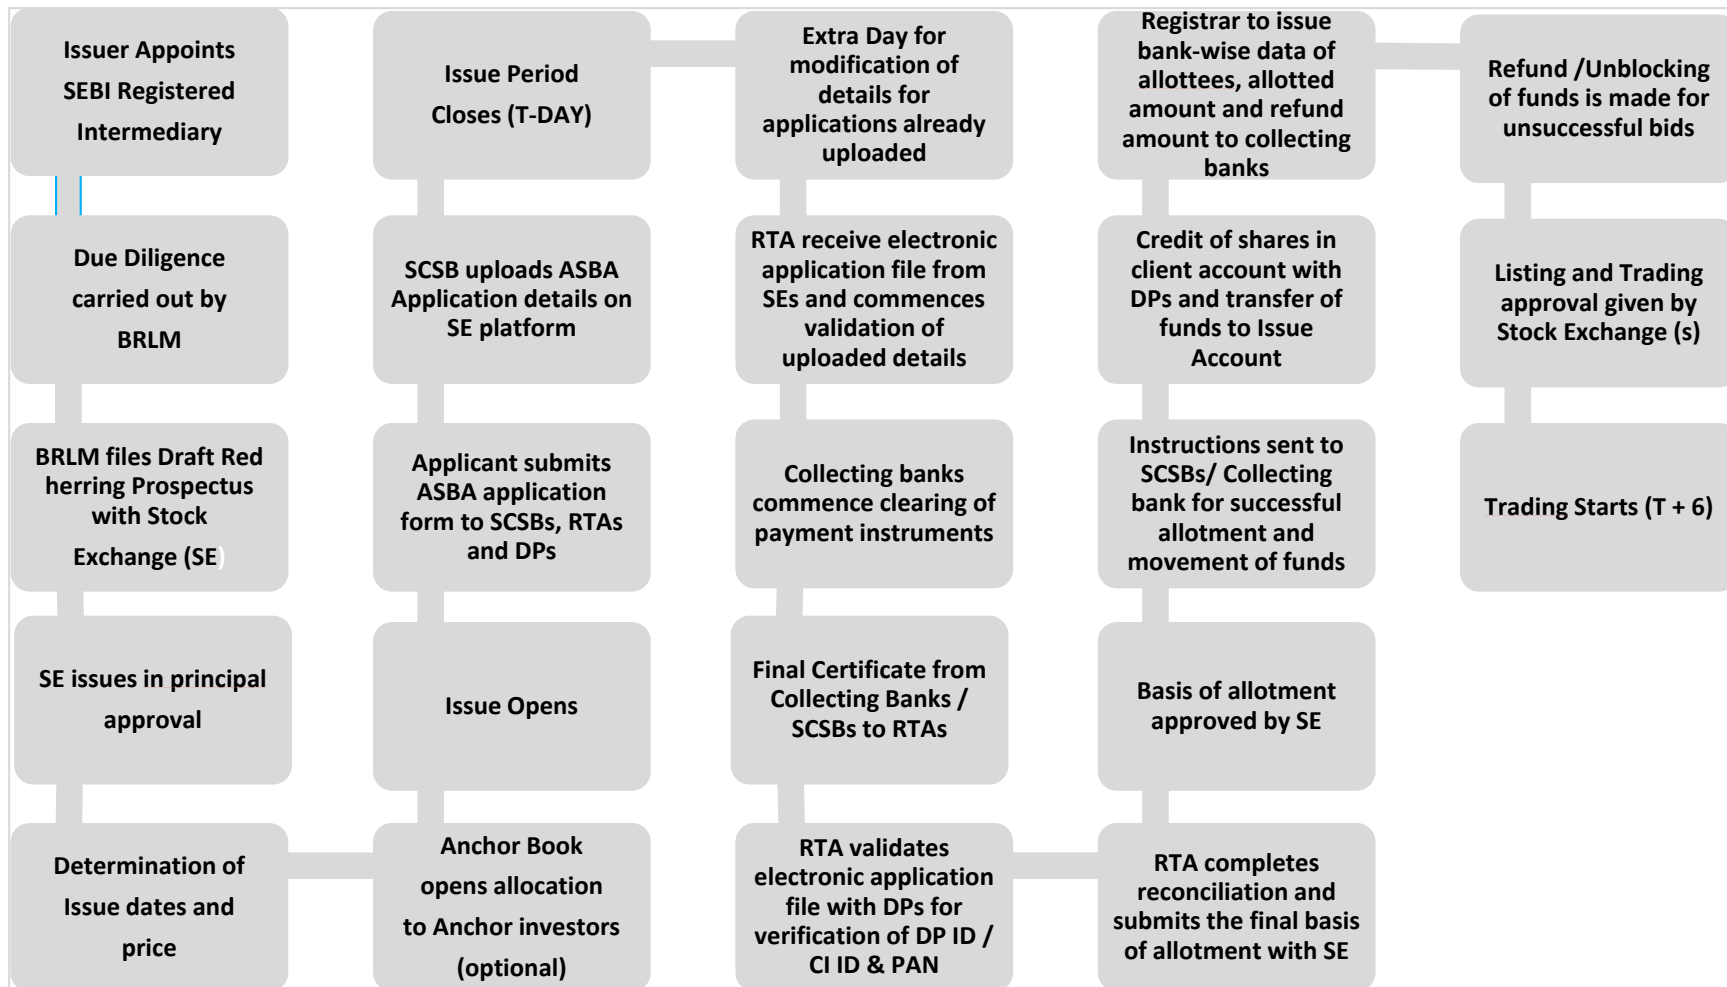 Issuer Appoints
SEBI Registered
Intermediary
Due Diligence
carried out by
BRLM
BRLM files Draft Red
herring Prospectus
with Stock
Exchange (SE)
SE issues in principal
approval
Determination of
Issue dates and
price
Anchor Book
opens allocation
to Anchor investors
(optional)
Issue Opens
Applicant submits
ASBA application
form to SCSBs, RTAs
and DPs
SCSB uploads ASBA
Application details on
SE platform
Issue Period
Closes (T-DAY)
Extra Day for
modification of
details for
applications already
uploaded
RTA receive electronic
application file from
SEs and commences
validation of
uploaded details
Collecting banks
commence clearing of
payment instruments
Final Certificate from
Collecting Banks /
SCSBs to RTAs
RTA validates
electronic application
file with DPs for
verification of DP ID /
CI ID & PAN
RTA completes
reconciliation and
submits the final basis
of allotment with SE
Basis of allotment
approved by SE
Instructions sent to
SCSBs/ Collecting
bank for successful
allotment and
movement of funds
Credit of shares in
client account with
DPs and transfer of
funds to Issue
Account
Registrar to issue
bank-wise data of
allottees, allotted
amount and refund
amount to collecting
banks
Refund /Unblocking
of funds is made for
unsuccessful bids
Listing and Trading
approval given by
Stock Exchange (s)
Trading Starts (T + 6)